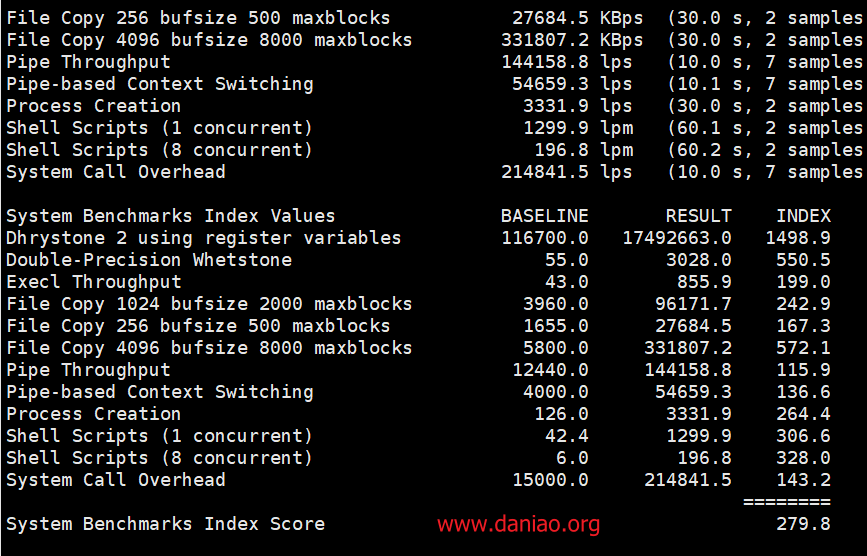 File Copy 256 bufsize 500 maxblocks 27684.5 KBps (30.0 s, 2 samples
File Copy 4096 bufsize 8000 maxblocks 331807.2 KBps (30.0 s, 2 samples
Pipe Throughput 144158.8 lps (10.0 s, 7 samples
Pipe-based Context Switching 54659.3 lps (10.1 s, 7 samples
Process Creation 3331.9 lps (30.0 s, 2 samples
Shell Scripts (1 concurrent) 1299.9 lpm (60.1 s, 2 samples
Shell Scripts (8 concurrent) 196.8 lpm (60.2 s, 2 samples
System Call Overhead 214841.5 lps (10.0 s, 7 samples
System Benchmarks Index Values BASELINE RESULT INDEX
Dhrystone 2 using register variables 116700.0 17492663.0 1498.9
Double-Precision Whetstone 55.0 3028.0 550.5
Execl Throughput 43.0 855.9 199.0
File Copy 1024 bufsize 2000 maxblocks 3960.0 96171.7 242.9
File Copy 256 bufsize 500 maxblocks 1655.0 27684.5 167.3
File Copy 4096 bufsize 8000 maxblocks 5800.0 331807.2 572.1
Pipe Throughput 12440.0 144158.8 115.9
Pipe-based Context Switching 4000.0 54659.3 136.6
Process Creation 126.0 3331.9 264.4
Shell Scripts (1 concurrent) 42.4 1299.9 306.6
Shell Scripts (8 concurrent) 6.0 196.8 328.0
System Call Overhead 15000.0 214841.5 143.2
========
System Benchmarks Index Score www.daniao.org 279.8